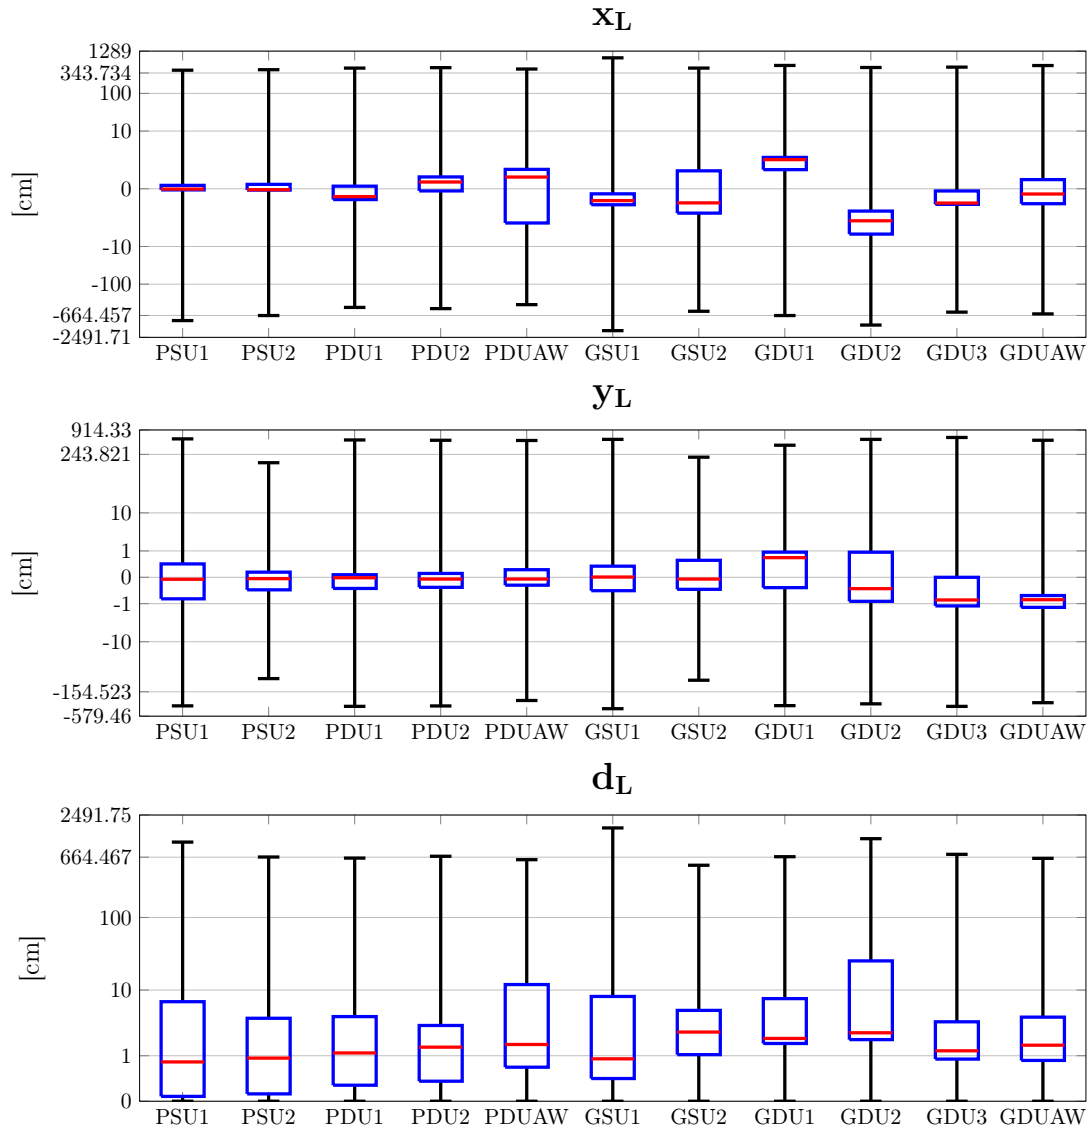 x_L
1289
343.734
100
10
0
-10
-100
-664.457
-2491.71
[cm]
PSU1 PSU2 PDU1 PDU2 PDUAW GSU1 GSU2 GDU1 GDU2 GDU3 GDUAW
y_L
914.33
243.821
10
1
0
-1
-10
-154.523
-579.46
[cm]
PSU1 PSU2 PDU1 PDU2 PDUAW GSU1 GSU2 GDU1 GDU2 GDU3 GDUAW
d_L
2491.75
664.467
100
10
1
0
[cm]
PSU1 PSU2 PDU1 PDU2 PDUAW GSU1 GSU2 GDU1 GDU2 GDU3 GDUAW